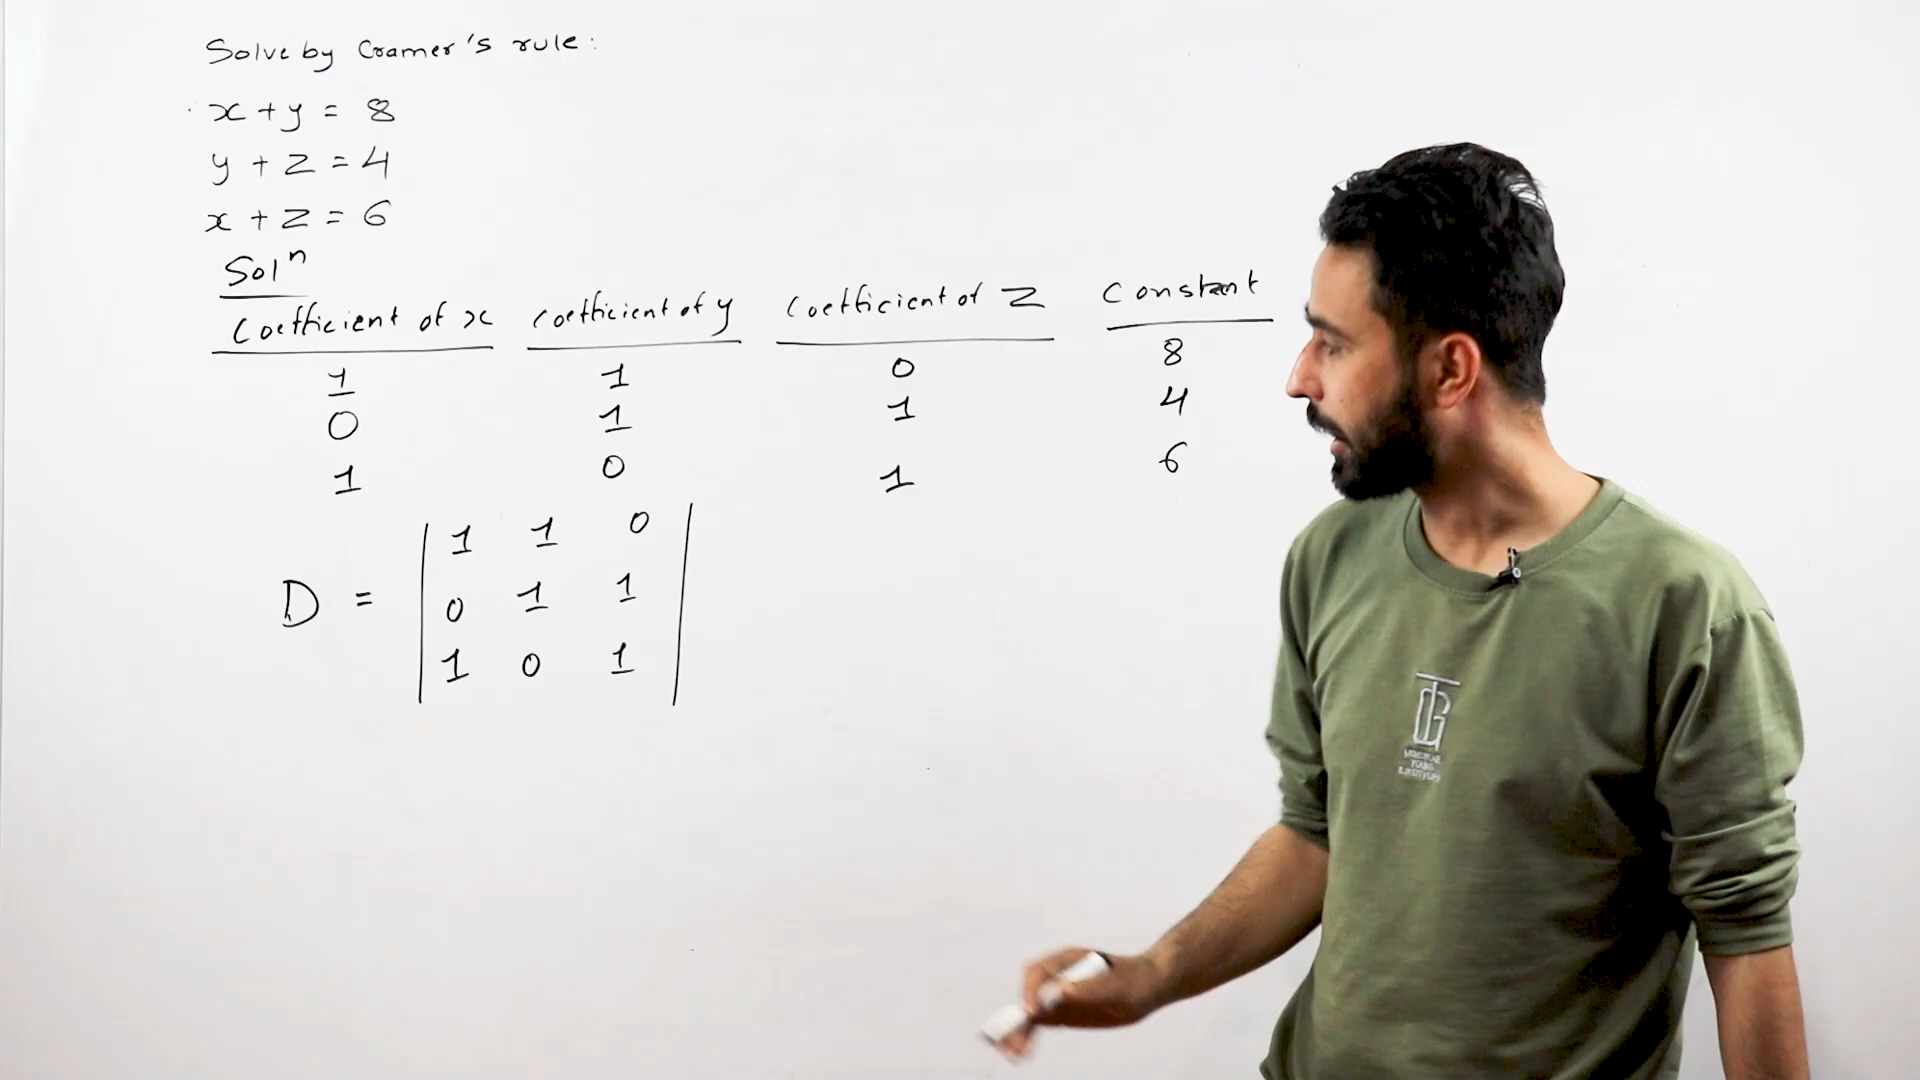 Solve by Cramer's rule:
x + y = 8
y + z = 4
x + z = 6
Solⁿ
Coefficient of x coefficient of y Coefficient of z Constant
1 1 0 8
0 1 1 4
1 0 1 6
1 1 0
D = 0 1 1
1 0 1